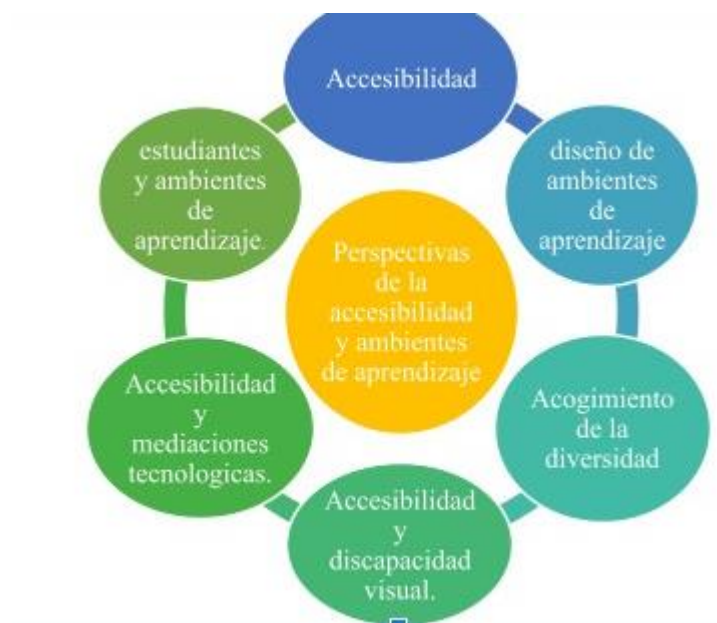 Accesibilidad
diseño de
ambientes
de
aprendizaje
Acogimiento
de la
diversidad
Accesibilidad
y
discapacidad
visual.
Accesibilidad
y
mediaciones
tecnologicas.
estudiantes
y ambientes
de
aprendizaje.
Perspectivas
de la
accesibilidad
y ambientes
de aprendizaje